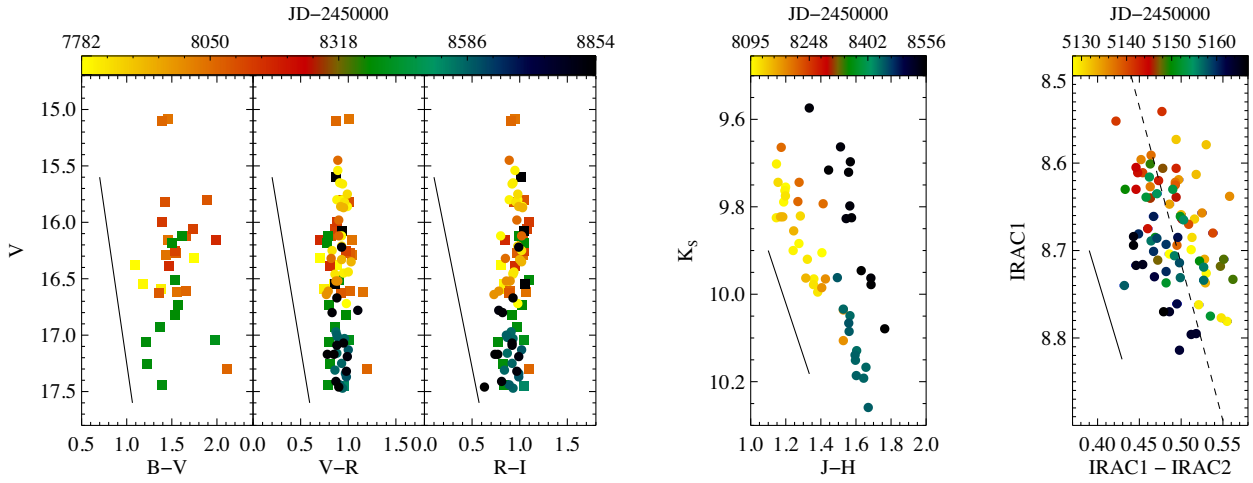 JD−2450000 JD−2450000 JD−2450000
7782 8050 8318 8586 8854 8095 8248 8402 8556 5130 5140 5150 5160
15.0 15.5 16.0 16.5 17.0 17.5
V
0.5 1.0 1.5 2.0 0.0 0.5 1.0 1.5 0.0 0.5 1.0 1.5
B−V V−R R−I
9.6 9.8 10.0 10.2
Ks
1.0 1.2 1.4 1.6 1.8 2.0
J−H
8.5 8.6 8.7 8.8
IRAC1
0.40 0.45 0.50 0.55
IRAC1 − IRAC2